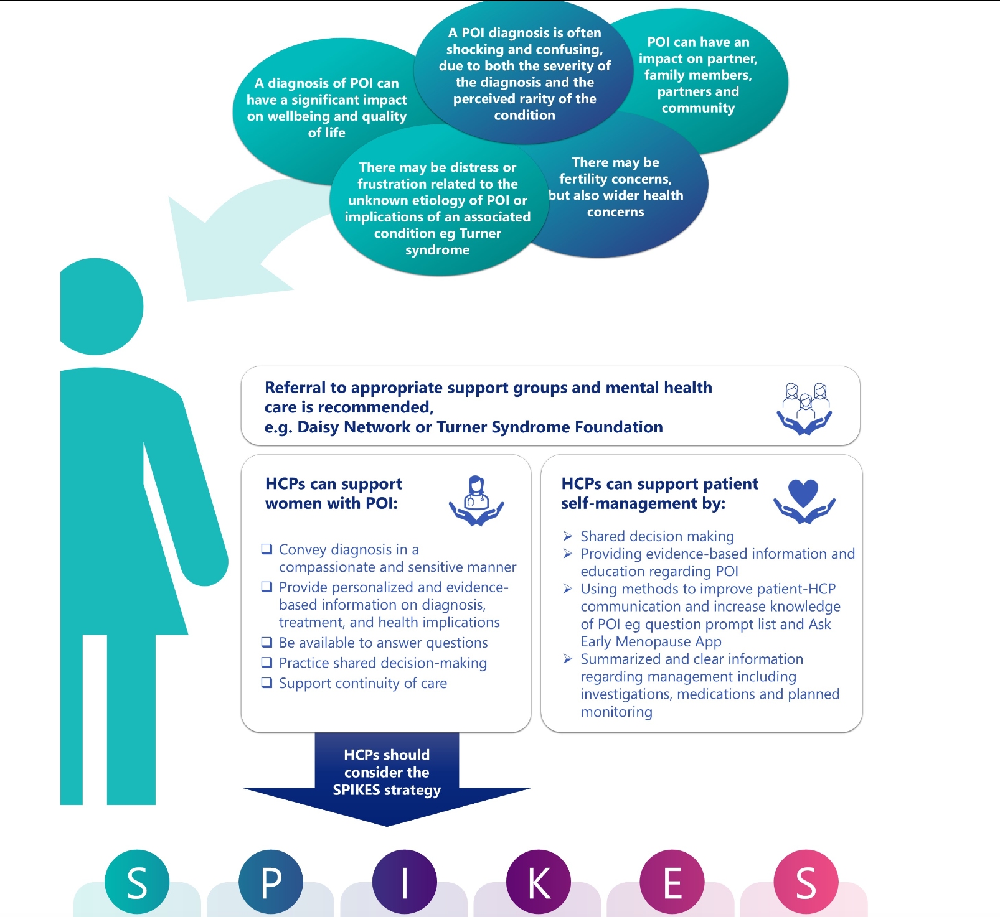 A POI diagnosis is often
shocking and confusing,
due to both the severity of
the diagnosis and the
perceived rarity of the
condition
POI can have an
impact on partner,
family members,
partners and
community
A diagnosis of POI can
have a significant impact
on wellbeing and quality
of life
There may be distress or
frustration related to the
unknown etiology of POI or
implications of an associated
condition eg Turner
syndrome
There may be
fertility concerns,
but also wider health
concerns
Referral to appropriate support groups and mental health
care is recommended,
e.g. Daisy Network or Turner Syndrome Foundation
HCPs can support
women with POI:
❑ Convey diagnosis in a
compassionate and sensitive manner
❑ Provide personalized and evidence-
based information on diagnosis,
treatment, and health implications
❑ Be available to answer questions
❑ Practice shared decision-making
❑ Support continuity of care
HCPs can support patient
self-management by:
➢ Shared decision making
➢ Providing evidence-based information and
education regarding POI
➢ Using methods to improve patient-HCP
communication and increase knowledge
of POI eg question prompt list and Ask
Early Menopause App
➢ Summarized and clear information
regarding management including
investigations, medications and planned
monitoring
HCPs should
consider the
SPIKES strategy
S P I K E S